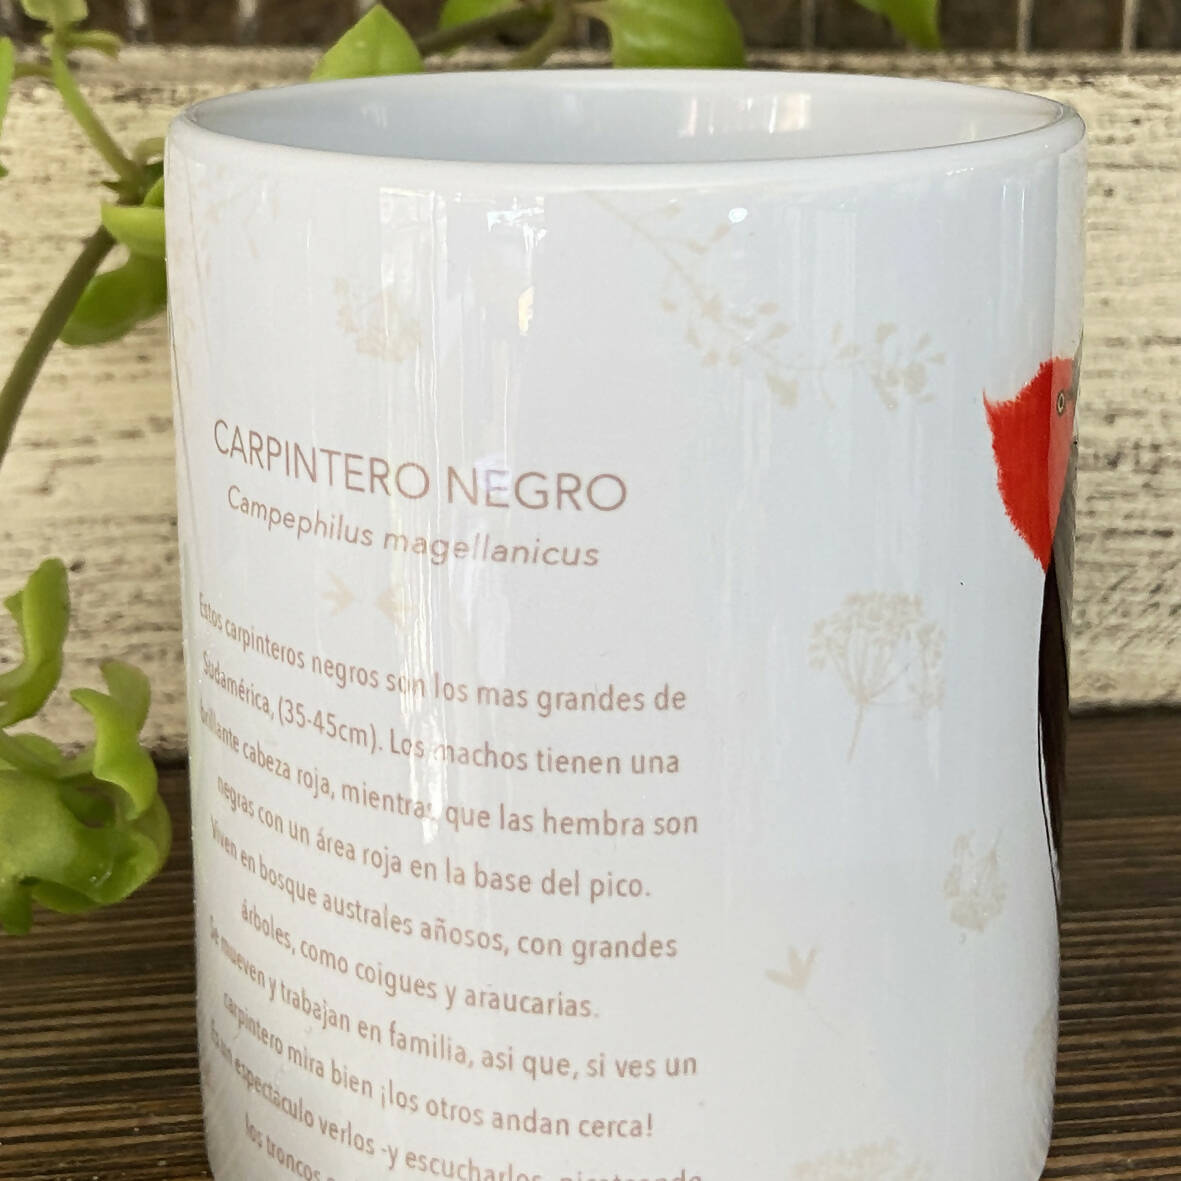 CARPINTERO NEGRO
Campephilus magellanicus
Estos carpinteros negros son los mas grandes de
Sudamérica, (35-45cm). Los machos tienen una
brillante cabeza roja, mientras que las hembra son
negras con un área roja en la base del pico.
Viven en bosque australes añosos, con grandes
árboles, como coigues y araucarias.
Se mueven y trabajan en familia, asi que, si ves un
carpintero mira bien ¡los otros andan cerca!
Es un espectáculo verlos -y escucharlos, picoteando
los troncos